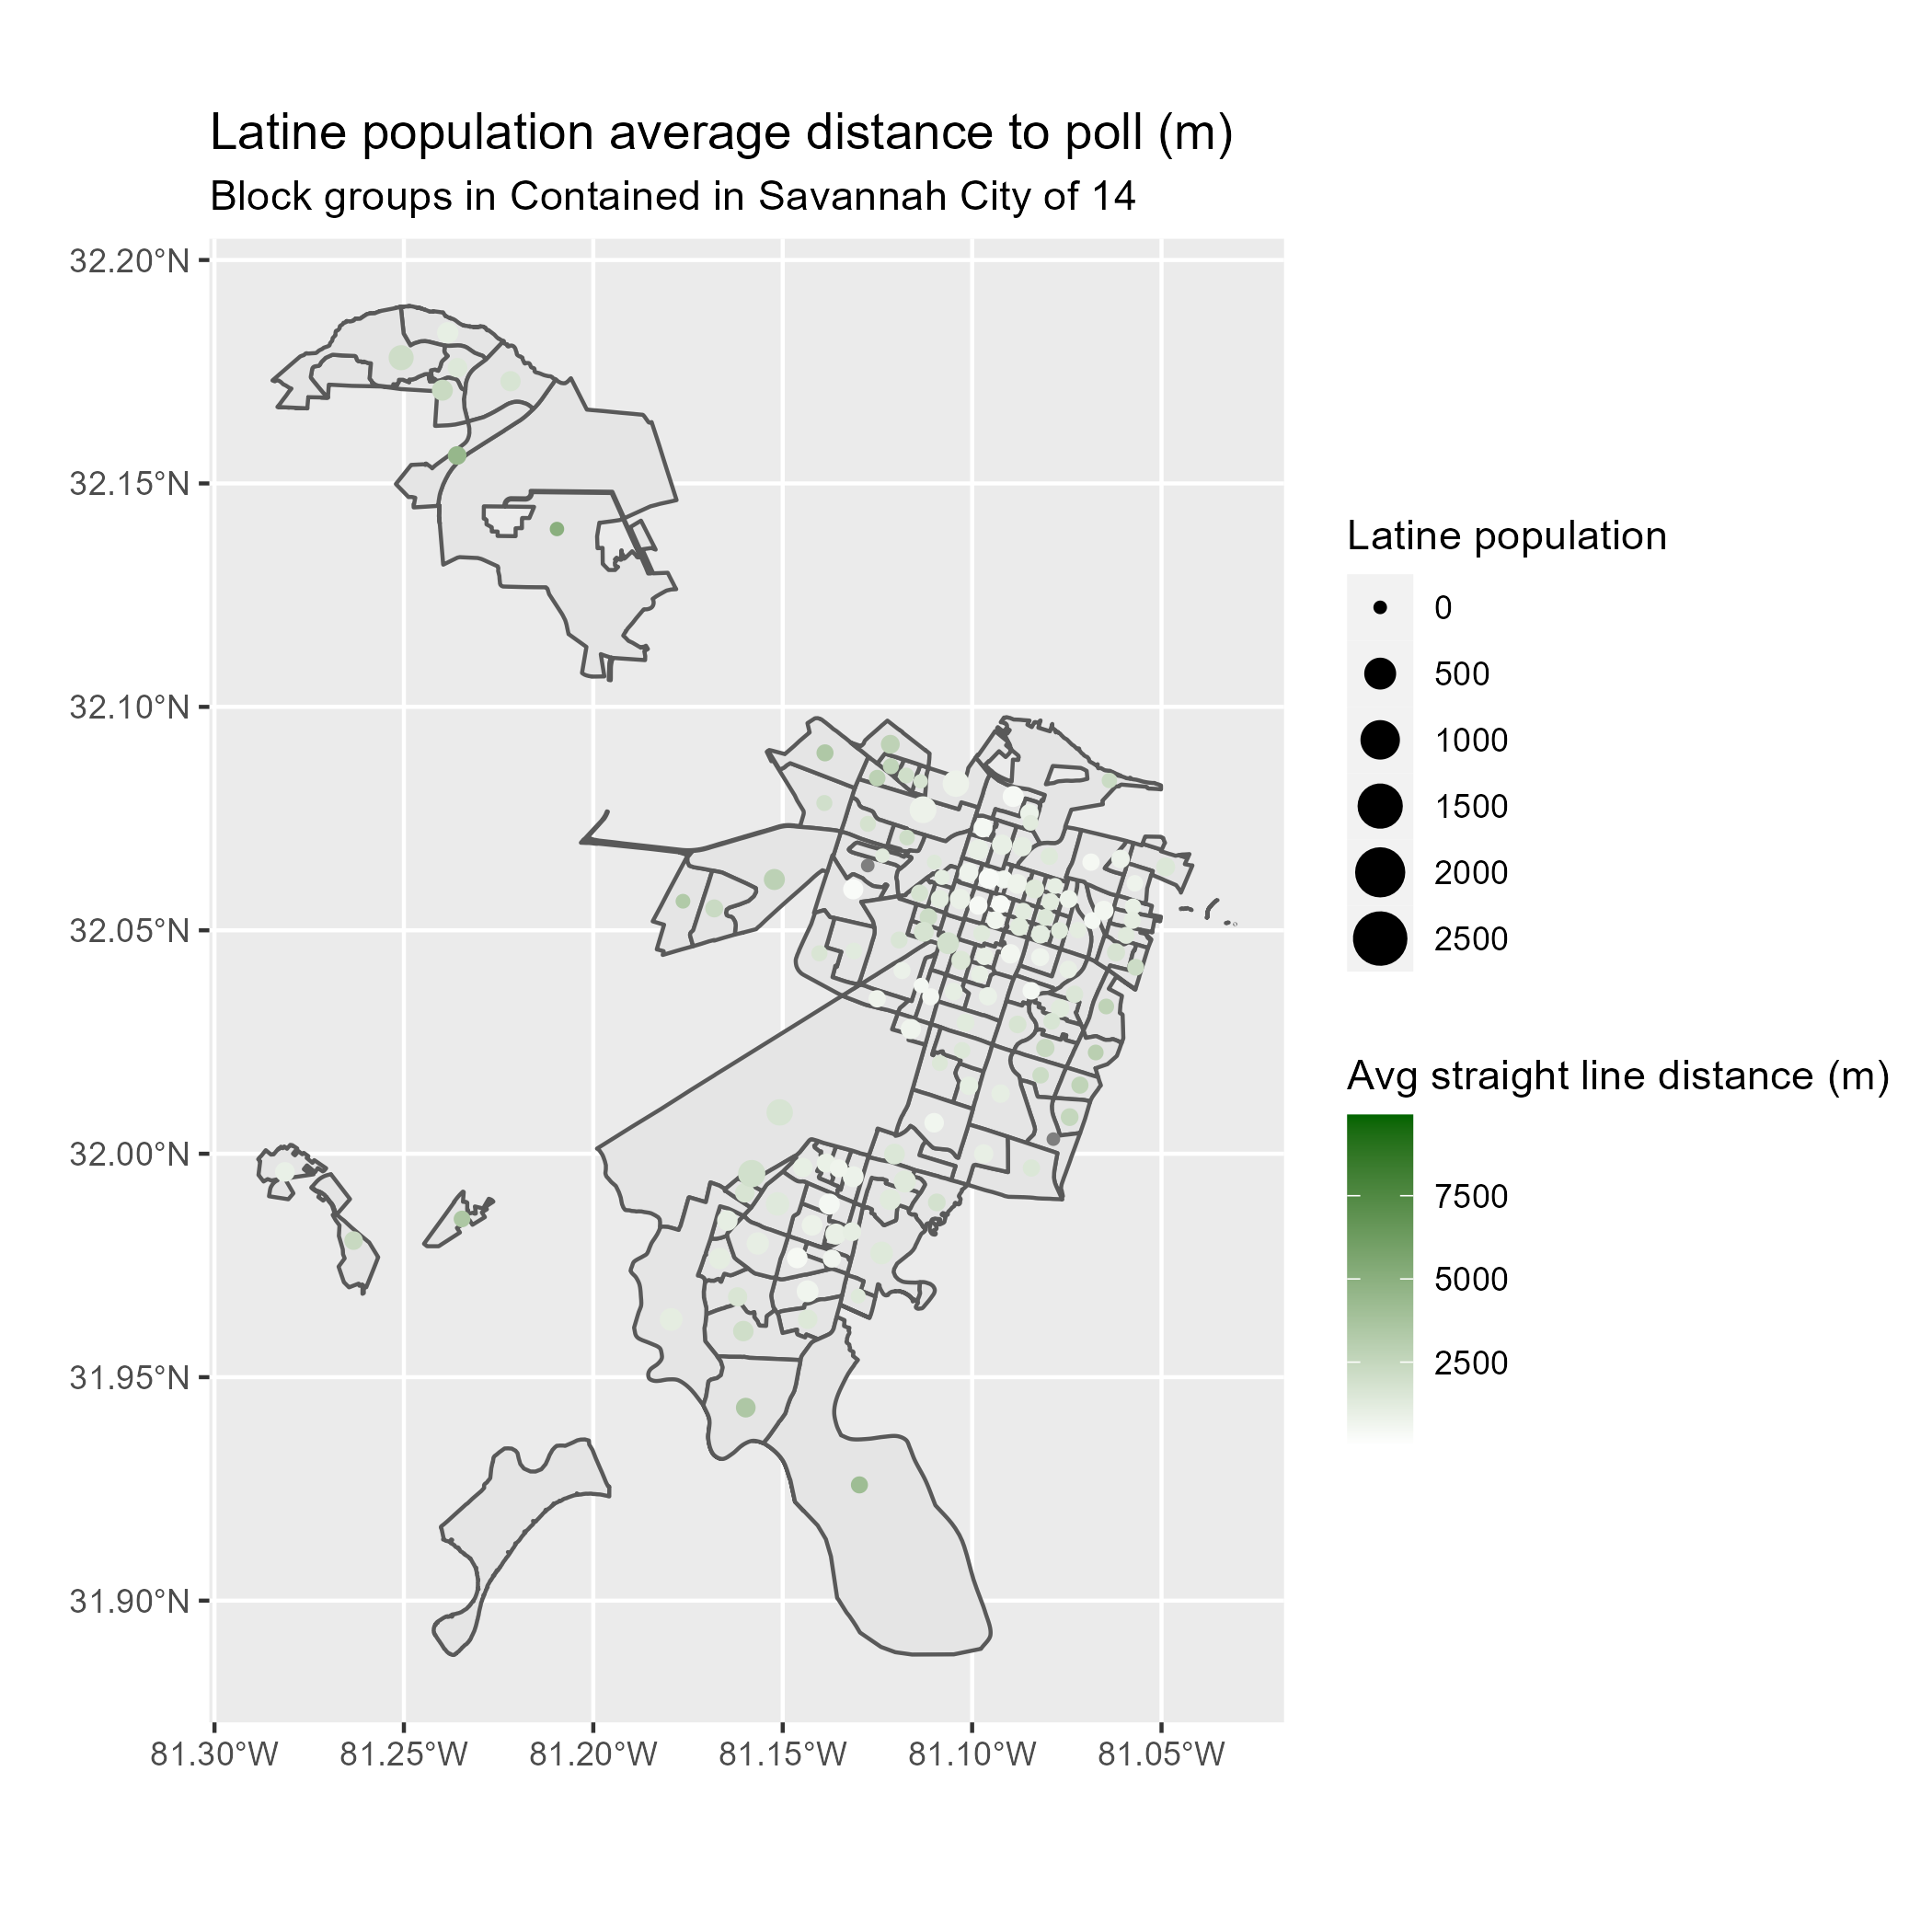 Latine population average distance to poll (m)
Block groups in Contained in Savannah City of 14
32.20°N
32.15°N
32.10°N
32.05°N
32.00°N
31.95°N
31.90°N
81.30°W
81.25°W
81.20°W
81.15°W
81.10°W
81.05°W
Latine population
0
500
1000
1500
2000
2500
Avg straight line distance (m)
7500
5000
2500